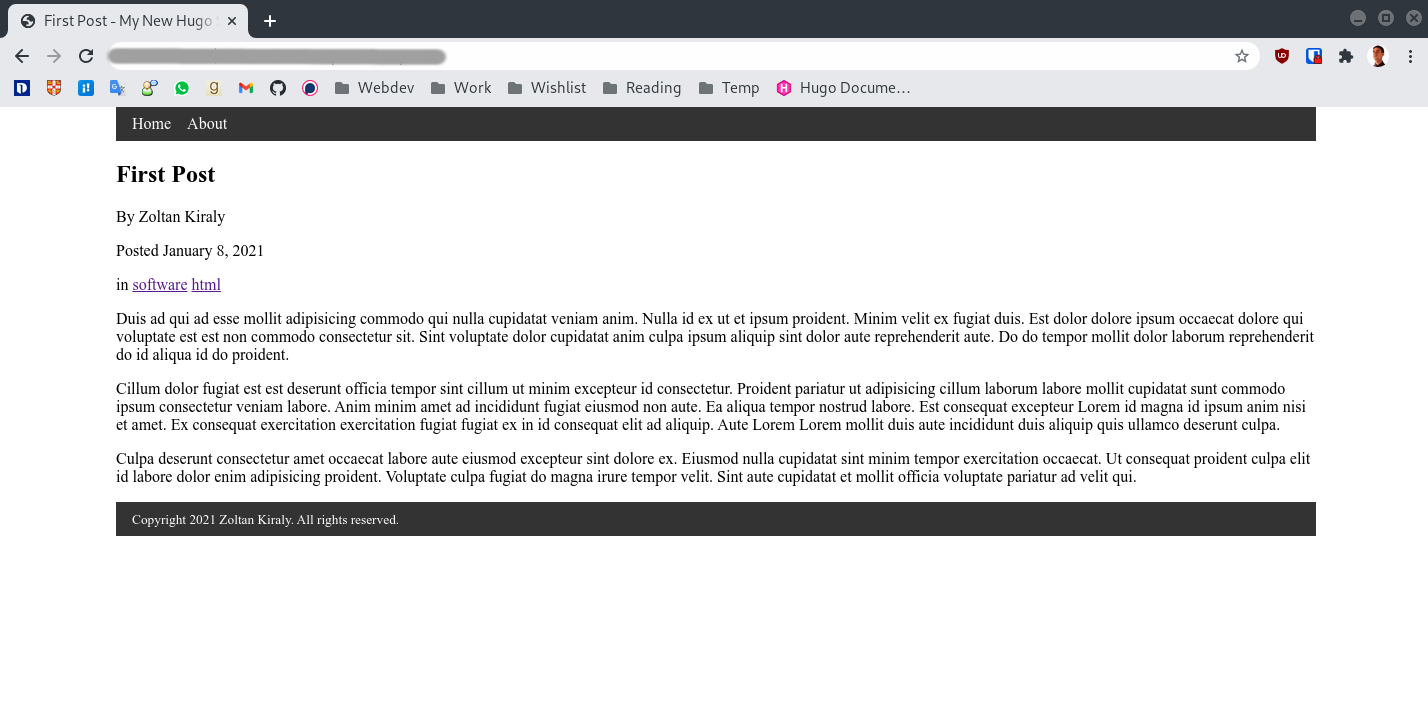 First Post - My New Hugo
Webdev Work Wishlist Reading Temp Hugo Docume...
Home About
First Post
By Zoltan Kiraly
Posted January 8, 2021
in software html
Duis ad qui ad esse mollit adipisicing commodo qui nulla cupidatat veniam anim. Nulla id ex ut et ipsum proident. Minim velit ex fugiat duis. Est dolor dolore ipsum occaecat dolore qui
voluptate est est non commodo consectetur sit. Sint voluptate dolor cupidatat anim culpa ipsum aliquip sint dolor aute reprehenderit aute. Do do tempor mollit dolor laborum reprehenderit
do id aliqua id do proident.
Cillum dolor fugiat est est deserunt officia tempor sint cillum ut minim excepteur id consectetur. Proident pariatur ut adipisicing cillum laborum labore mollit cupidatat sunt commodo
ipsum consectetur veniam labore. Anim minim amet ad incididunt fugiat eiusmod non aute. Ea aliqua tempor nostrud labore. Est consequat excepteur Lorem id magna id ipsum anim nisi
et amet. Ex consequat exercitation exercitation fugiat fugiat ex in id consequat elit ad aliquip. Aute Lorem Lorem mollit duis aute incididunt duis aliquip quis ullamco deserunt culpa.
Culpa deserunt consectetur amet occaecat labore aute eiusmod excepteur sint dolore ex. Eiusmod nulla cupidatat sint minim tempor exercitation occaecat. Ut consequat proident culpa elit
id labore dolor enim adipisicing proident. Voluptate culpa fugiat do magna irure tempor velit. Sint aute cupidatat et mollit officia voluptate pariatur ad velit qui.
Copyright 2021 Zoltan Kiraly. All rights reserved.